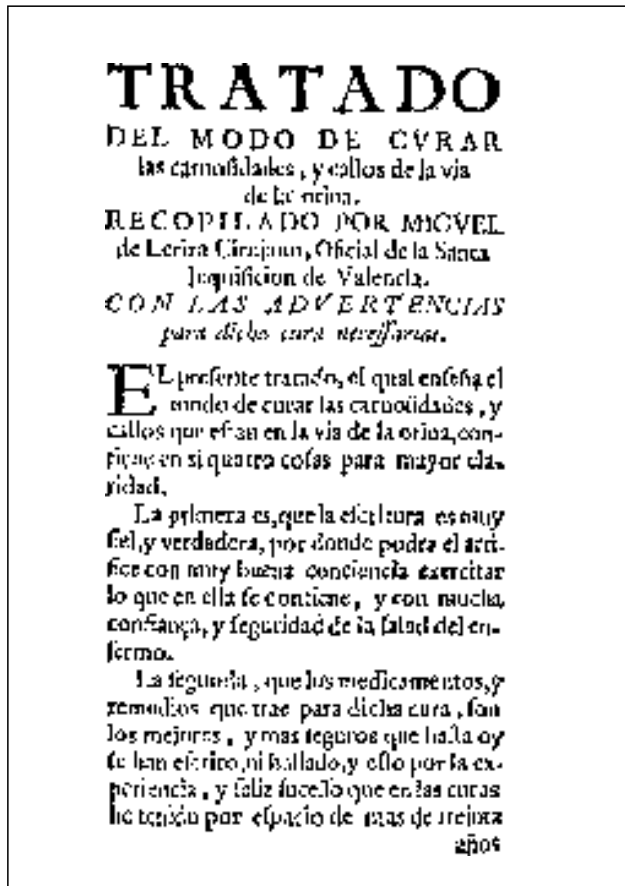 TRATADO
DEL MODO DE CVRAR
las carnoſidades, y callos de la via
de la orina.
RECOPILADO POR MIGVEL
de Leriza Cirujano, Oficial de la Santa
Inquiſicion de Valencia.
CON LAS ADVERTENCIAS
para dicha cura neceſſarias.
EL preſente tratado, el qual enſeña el
modo de curar las carnoſidades, y
callos que eſtan en la via de la orina, con-
tiene en si quatro coſas para mayor cla-
ridad.
La primera es, que la eſcritura es muy
fiel, y verdadera, por donde podra el arti-
fice con muy buena conciencia exercitar
lo que en ella ſe contiene, y con mucha
confiança, y ſeguridad de la ſalud del en-
fermo.
La ſegunda, que los medicamentos, y
remedios que trae para dicha cura, ſon
los mejores, y mas ſeguros que haſta oy
ſe han eſcrito, ni hallado, y eſto por la ex-
periencia, y feliz ſuceſſo que en las curas
he tenido por eſpacio de mas de treinta
años